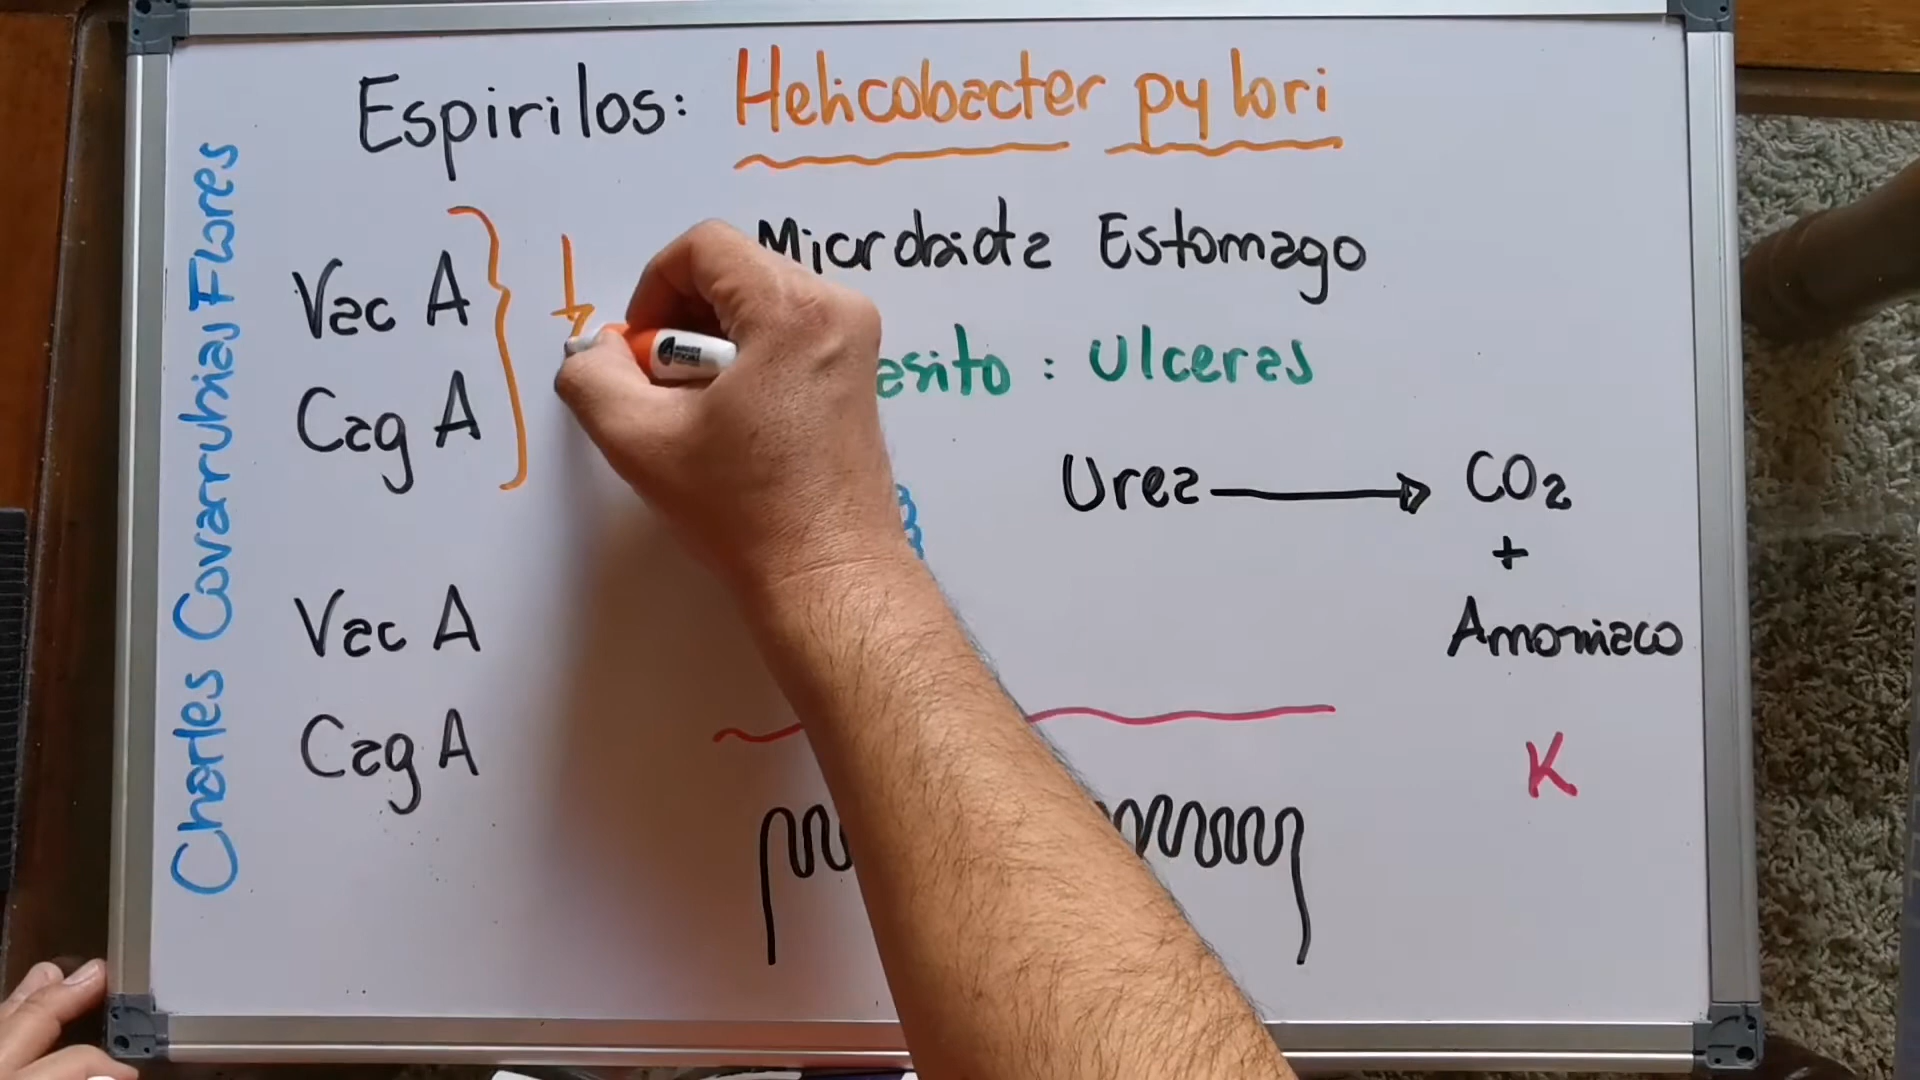 Espirilos: Helicobacter pylori
Microbiota Estomago
: Ulceras
Vac A
Cag A
Urea CO2
+
Amoniaco
Vac A
Cag A
K
Charles Covarrubias Flores